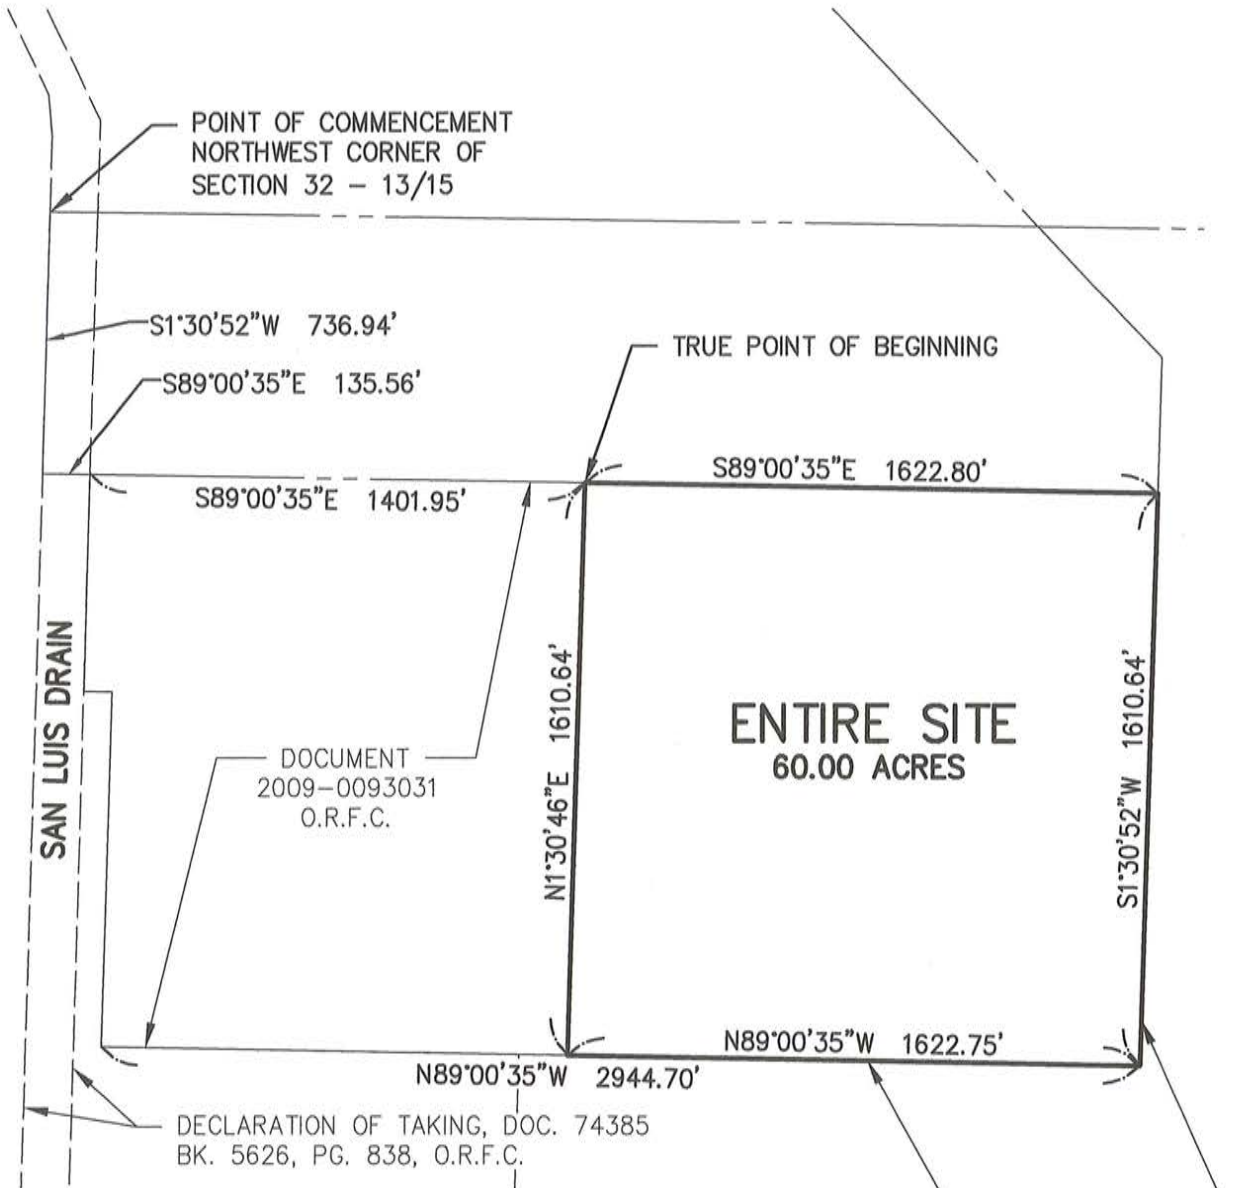 POINT OF COMMENCEMENT
NORTHWEST CORNER OF
SECTION 32 – 13/15
S1°30'52"W 736.94'
S89°00'35"E 135.56'
TRUE POINT OF BEGINNING
S89°00'35"E 1622.80'
S89°00'35"E 1401.95'
SAN LUIS DRAIN
N1°30'46"E 1610.64'
ENTIRE SITE
60.00 ACRES
S1°30'52"W 1610.64'
DOCUMENT
2009–0093031
O.R.F.C.
N89°00'35"W 1622.75'
N89°00'35"W 2944.70'
DECLARATION OF TAKING, DOC. 74385
BK. 5626, PG. 838, O.R.F.C.